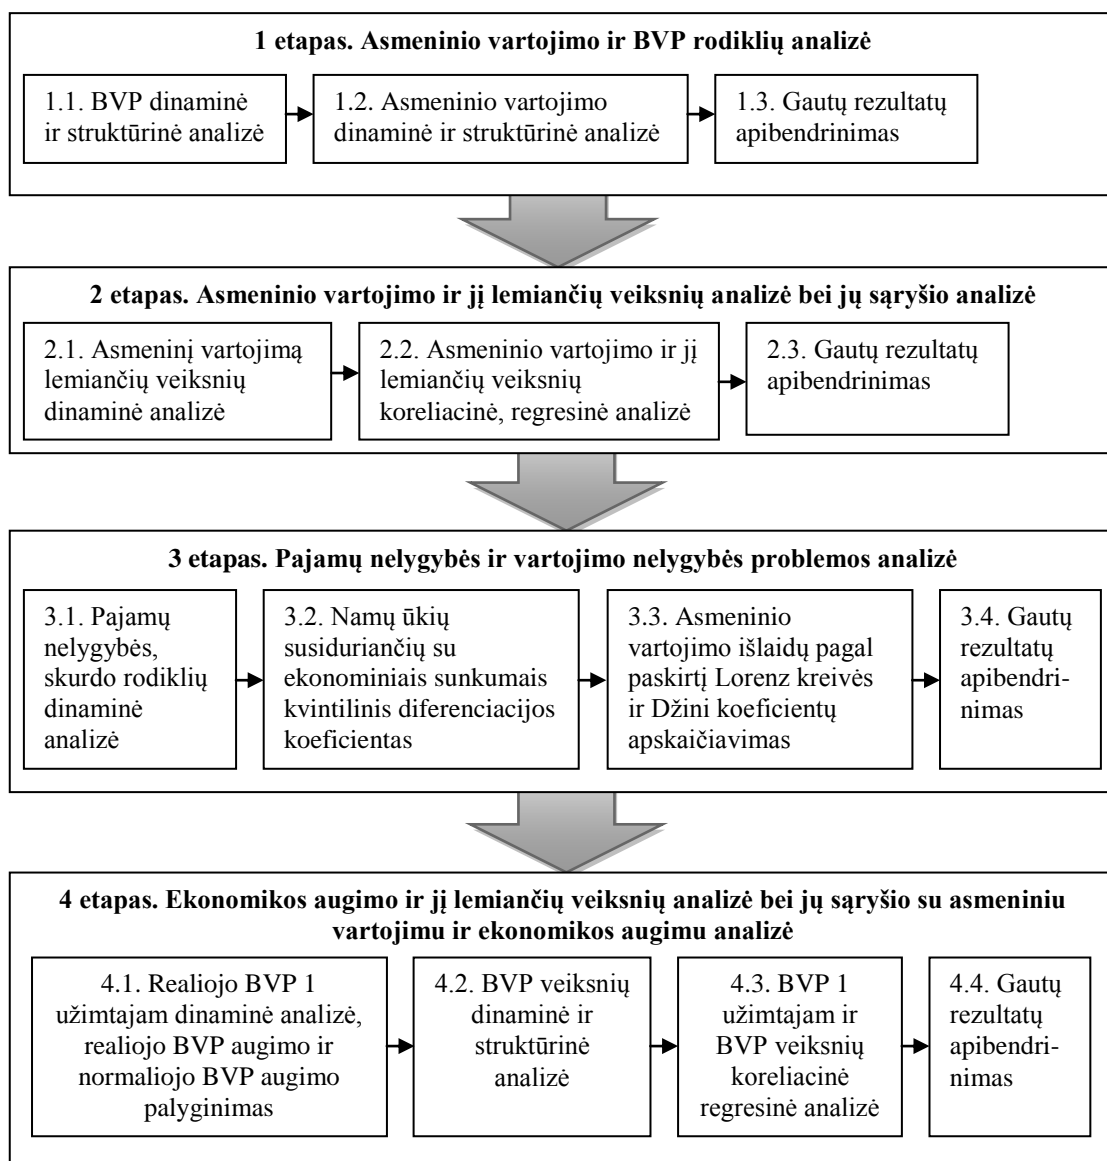 1 etapas. Asmeninio vartojimo ir BVP rodiklių analizė
1.1. BVP dinaminė
ir struktūrinė analizė
1.2. Asmeninio vartojimo
dinaminė ir struktūrinė analizė
1.3. Gautų rezultatų
apibendrinimas
2 etapas. Asmeninio vartojimo ir jį lemiančių veiksnių analizė bei jų sąryšio analizė
2.1. Asmeninį vartojimą
lemiančių veiksnių
dinaminė analizė
2.2. Asmeninio vartojimo ir jį
lemiančių veiksnių
koreliacinė, regresinė analizė
2.3. Gautų rezultatų
apibendrinimas
3 etapas. Pajamų nelygybės ir vartojimo nelygybės problemos analizė
3.1. Pajamų
nelygybės,
skurdo rodiklių
dinaminė
analizė
3.2. Namų ūkių
susiduriančių su
ekonominiais sunkumais
kvintilinis diferenciacijos
koeficientas
3.3. Asmeninio
vartojimo išlaidų pagal
paskirtį Lorenz kreivės
ir Džini koeficientų
apskaičiavimas
3.4. Gautų
rezultatų
apibendri-
nimas
4 etapas. Ekonomikos augimo ir jį lemiančių veiksnių analizė bei jų sąryšio su asmeniniu
vartojimu ir ekonomikos augimu analizė
4.1. Realiojo BVP 1
užimtajam dinaminė analizė,
realiojo BVP augimo ir
normaliojo BVP augimo
palyginimas
4.2. BVP veiksnių
dinaminė ir
struktūrinė
analizė
4.3. BVP 1
užimtajam ir
BVP veiksnių
koreliacinė
regresinė analizė
4.4. Gautų
rezultatų
apibendri-
nimas